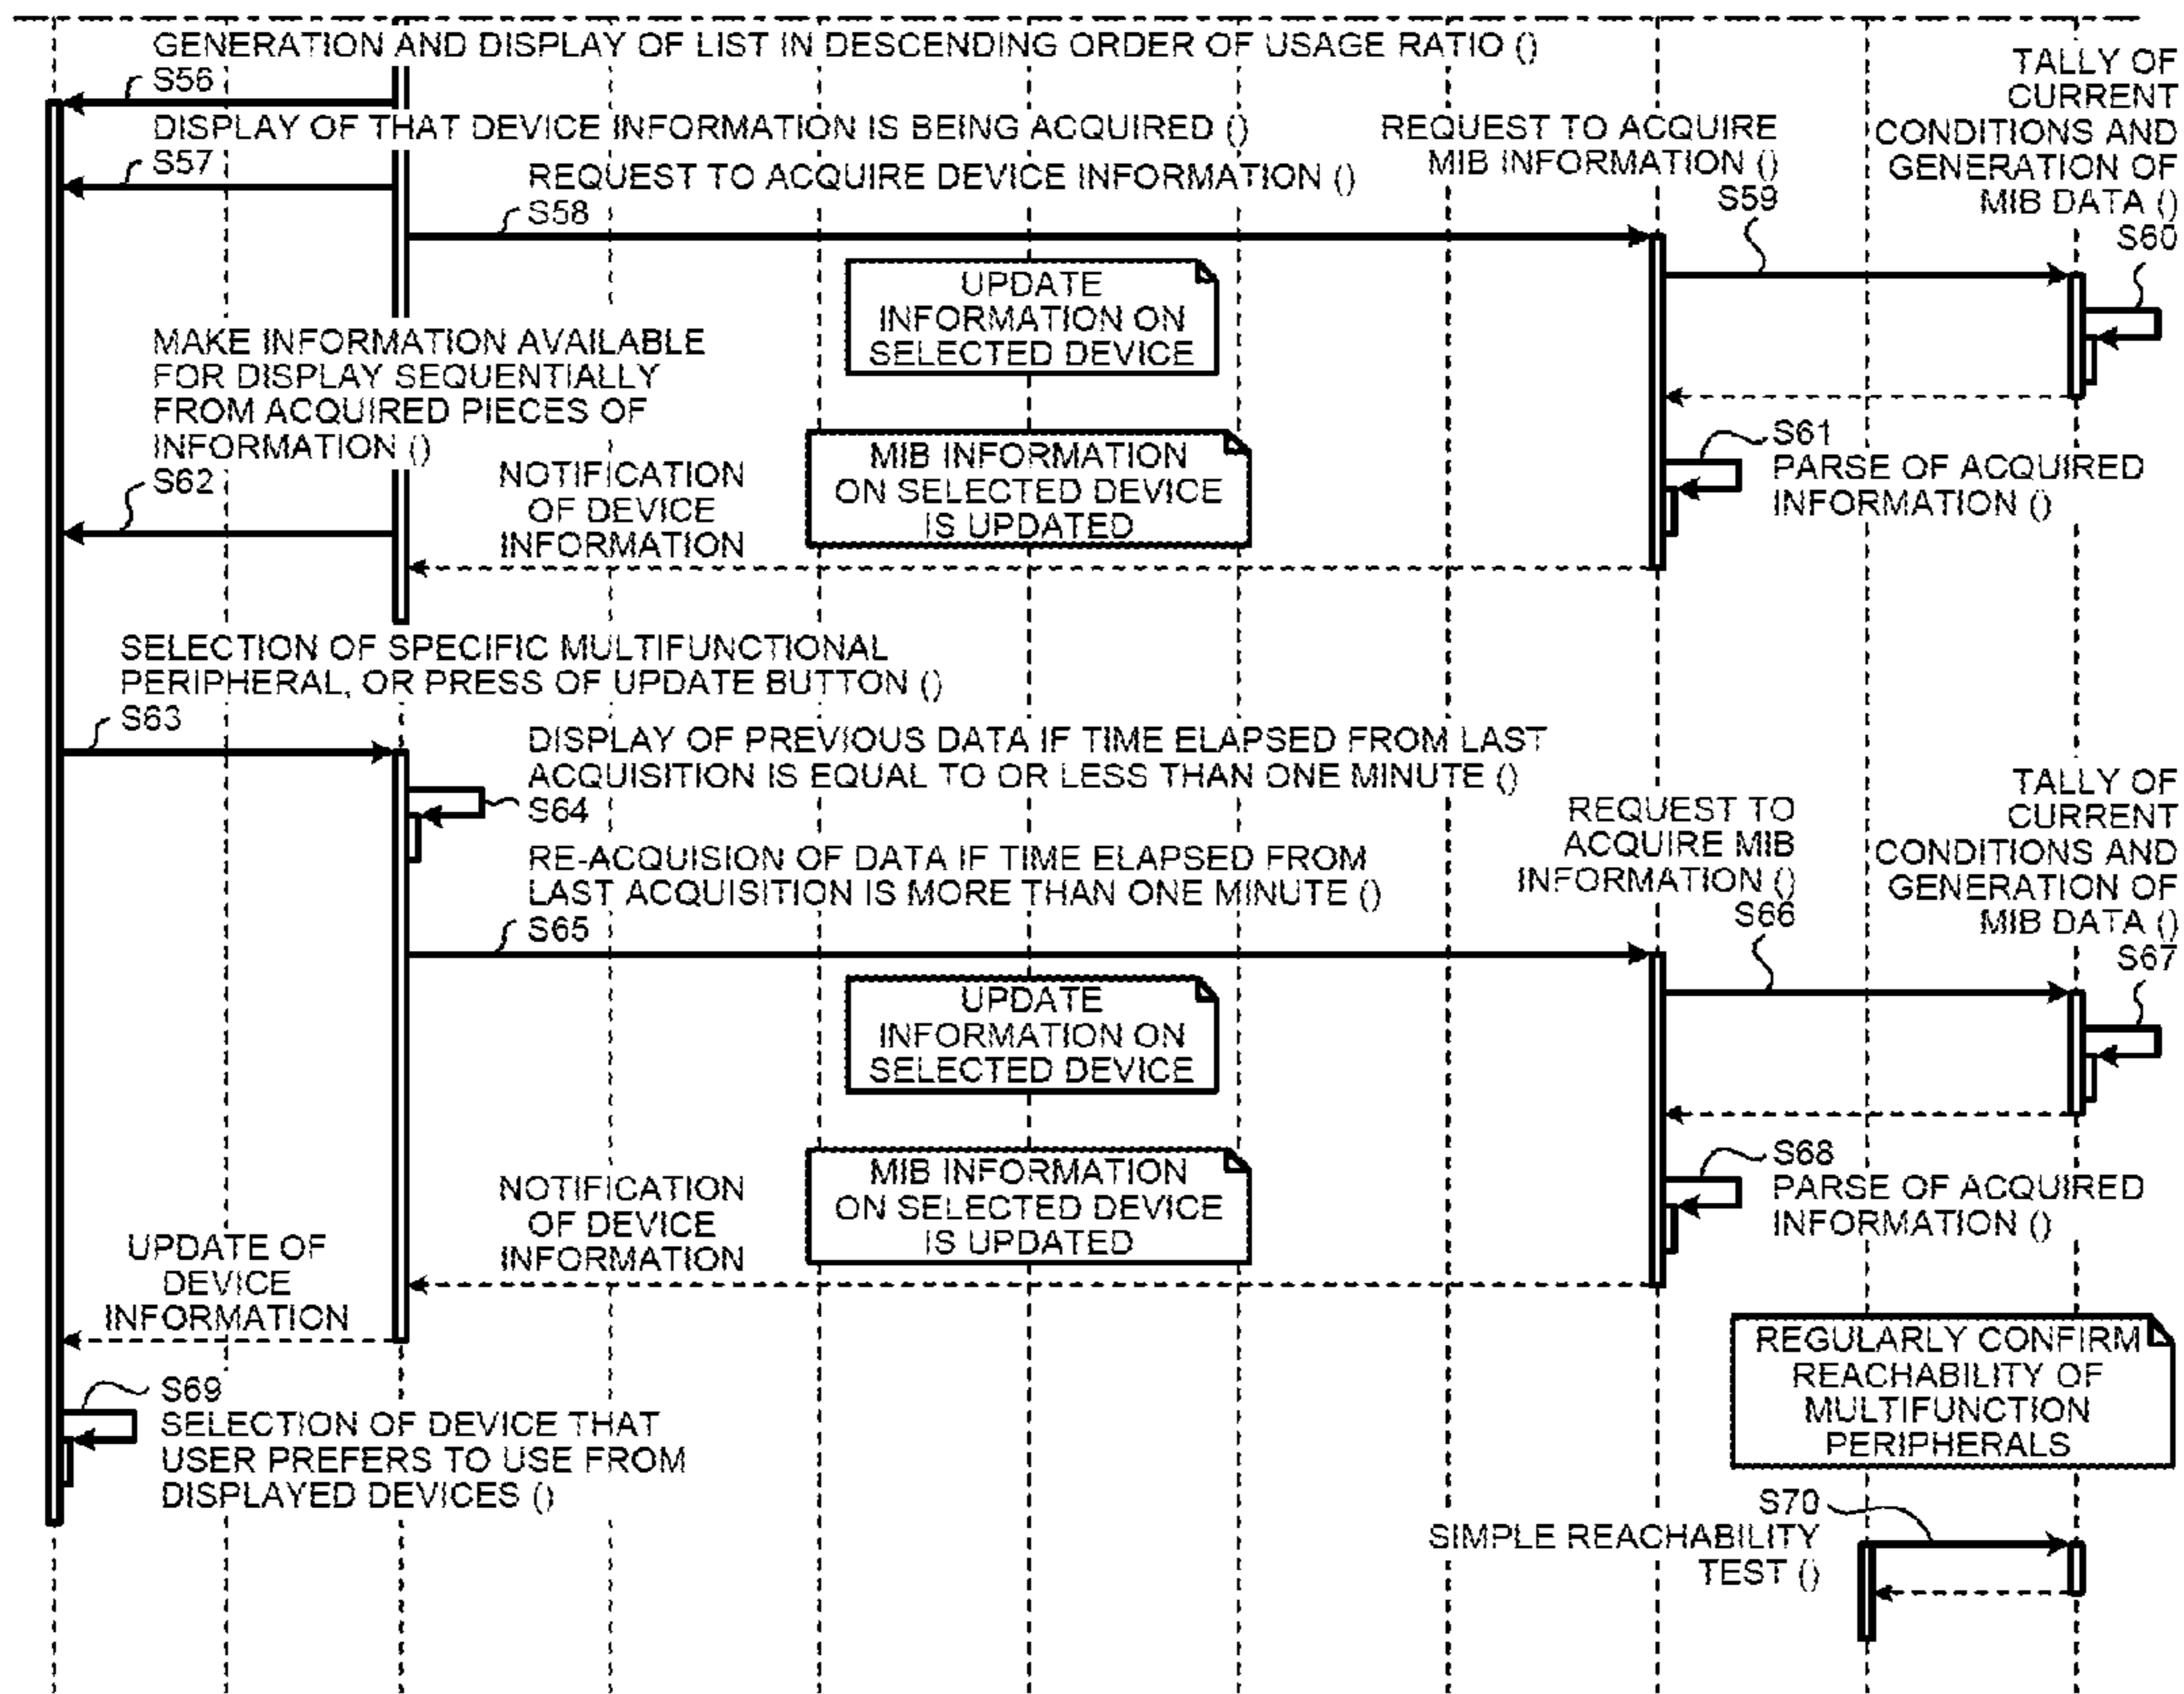 GENERATION AND DISPLAY OF LIST IN DESCENDING ORDER OF USAGE RATIO ()
S56
DISPLAY OF THAT DEVICE INFORMATION IS BEING ACQUIRED ()
S57
REQUEST TO ACQUIRE DEVICE INFORMATION ()
S58
REQUEST TO ACQUIRE
MIB INFORMATION ()
S59
TALLY OF
CURRENT
CONDITIONS AND
GENERATION OF
MIB DATA ()
S60
UPDATE
INFORMATION ON
SELECTED DEVICE
MAKE INFORMATION AVAILABLE
FOR DISPLAY SEQUENTIALLY
FROM ACQUIRED PIECES OF
INFORMATION ()
S62
NOTIFICATION
OF DEVICE
INFORMATION
MIB INFORMATION
ON SELECTED DEVICE
IS UPDATED
S61
PARSE OF ACQUIRED
INFORMATION ()
SELECTION OF SPECIFIC MULTIFUNCTIONAL
PERIPHERAL, OR PRESS OF UPDATE BUTTON ()
S63
DISPLAY OF PREVIOUS DATA IF TIME ELAPSED FROM LAST
ACQUISITION IS EQUAL TO OR LESS THAN ONE MINUTE ()
S64
RE-ACQUISION OF DATA IF TIME ELAPSED FROM
LAST ACQUISITION IS MORE THAN ONE MINUTE ()
S65
REQUEST TO
ACQUIRE MIB
INFORMATION ()
S66
TALLY OF
CURRENT
CONDITIONS AND
GENERATION OF
MIB DATA ()
S67
UPDATE
INFORMATION ON
SELECTED DEVICE
NOTIFICATION
OF DEVICE
INFORMATION
MIB INFORMATION
ON SELECTED DEVICE
IS UPDATED
S68
PARSE OF ACQUIRED
INFORMATION ()
UPDATE OF
DEVICE
INFORMATION
REGULARLY CONFIRM
REACHABILITY OF
MULTIFUNCTION
PERIPHERALS
S69
SELECTION OF DEVICE THAT
USER PREFERS TO USE FROM
DISPLAYED DEVICES ()
S70
SIMPLE REACHABILITY
TEST ()